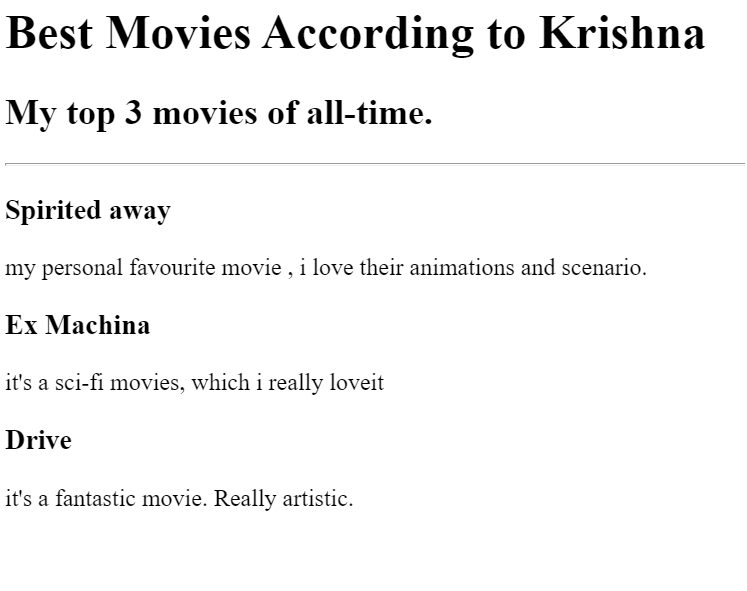 Best Movies According to Krishna
My top 3 movies of all-time.
Spirited away
my personal favourite movie , i love their animations and scenario.
Ex Machina
it's a sci-fi movies, which i really loveit
Drive
it's a fantastic movie. Really artistic.